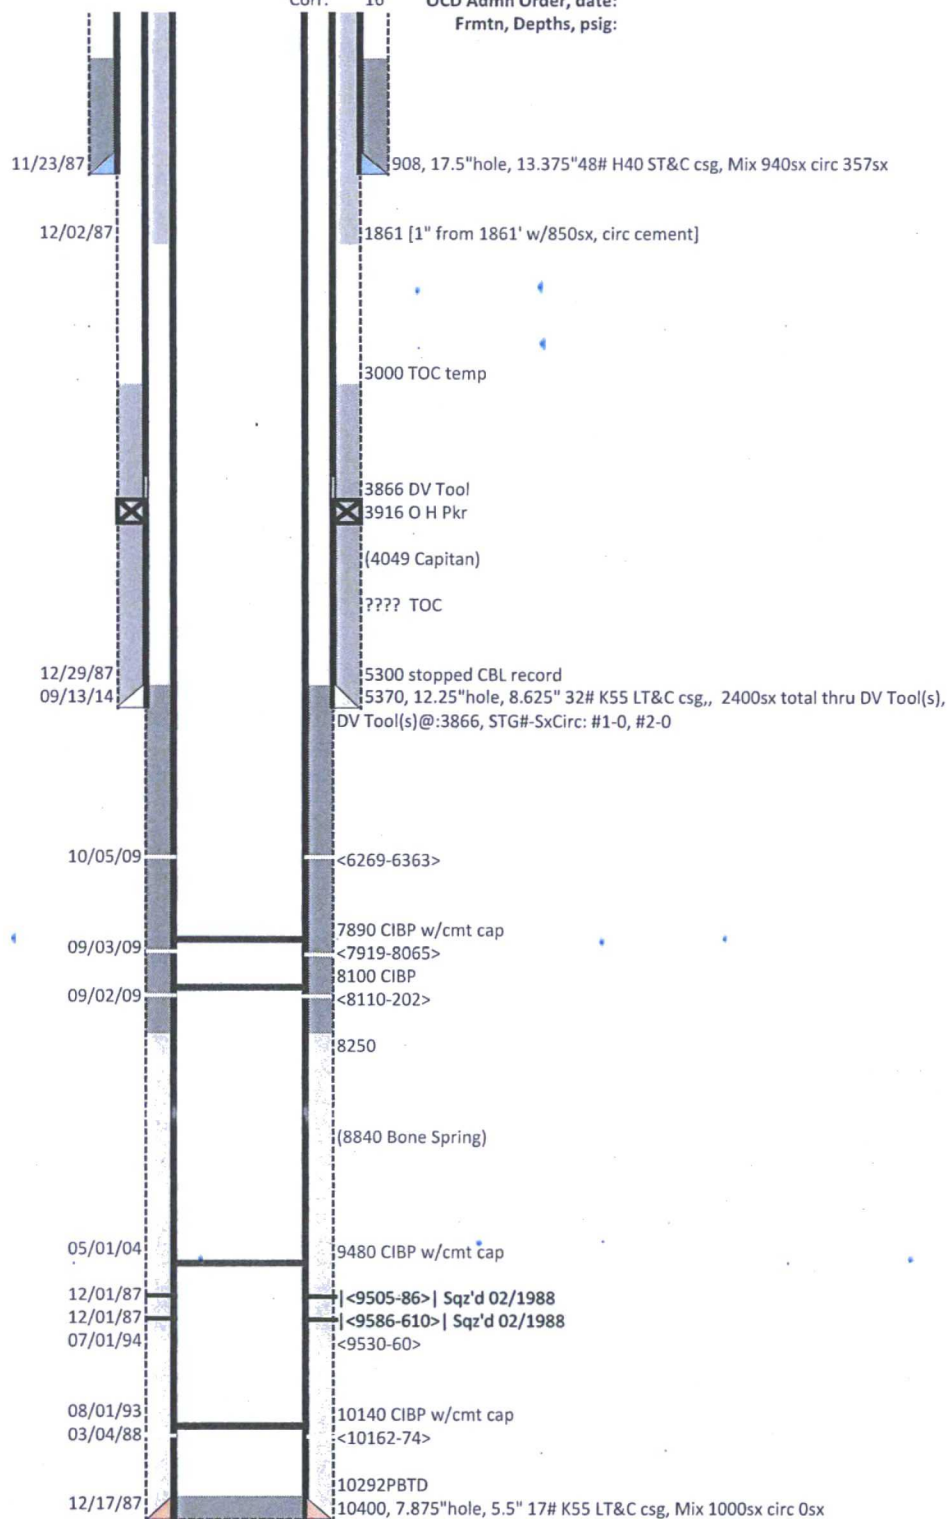 Corr: 16 OCD Admn Order, date:
Frmtn, Depths, psig:
11/23/87 908, 17.5"hole, 13.375"48# H40 ST&C csg, Mix 940sx circ 357sx
12/02/87 1861 [1" from 1861' w/850sx, circ cement]
3000 TOC temp
3866 DV Tool
3916 O H Pkr
(4049 Capitan)
???? TOC
12/29/87 5300 stopped CBL record
09/13/14 5370, 12.25"hole, 8.625" 32# K55 LT&C csg,, 2400sx total thru DV Tool(s),
DV Tool(s)@:3866, STG#-SxCirc: #1-0, #2-0
10/05/09 <6269-6363>
7890 CIBP w/cmt cap
09/03/09 <7919-8065>
8100 CIBP
09/02/09 <8110-202>
8250
(8840 Bone Spring)
05/01/04 9480 CIBP w/cmt cap
12/01/87 |<9505-86>| Sqz'd 02/1988
12/01/87 |<9586-610>| Sqz'd 02/1988
07/01/94 <9530-60>
08/01/93 10140 CIBP w/cmt cap
03/04/88 <10162-74>
10292PBTD
12/17/87 10400, 7.875"hole, 5.5" 17# K55 LT&C csg, Mix 1000sx circ 0sx